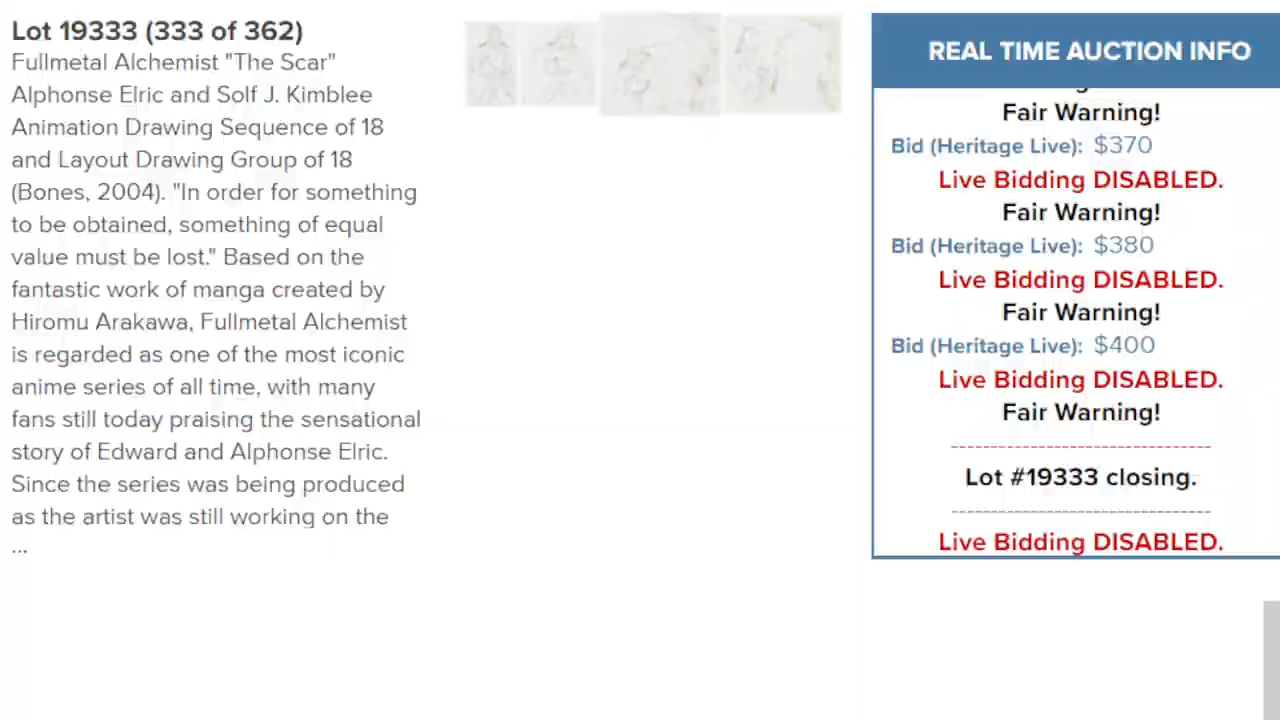 Lot 19333 (333 of 362)
Fullmetal Alchemist "The Scar"
Alphonse Elric and Solf J. Kimblee
Animation Drawing Sequence of 18
and Layout Drawing Group of 18
(Bones, 2004). "In order for something
to be obtained, something of equal
value must be lost." Based on the
fantastic work of manga created by
Hiromu Arakawa, Fullmetal Alchemist
is regarded as one of the most iconic
anime series of all time, with many
fans still today praising the sensational
story of Edward and Alphonse Elric.
Since the series was being produced
as the artist was still working on the
...
REAL TIME AUCTION INFO
Fair Warning!
Bid (Heritage Live): $370
Live Bidding DISABLED.
Fair Warning!
Bid (Heritage Live): $380
Live Bidding DISABLED.
Fair Warning!
Bid (Heritage Live): $400
Live Bidding DISABLED.
Fair Warning!
Lot #19333 closing.
Live Bidding DISABLED.